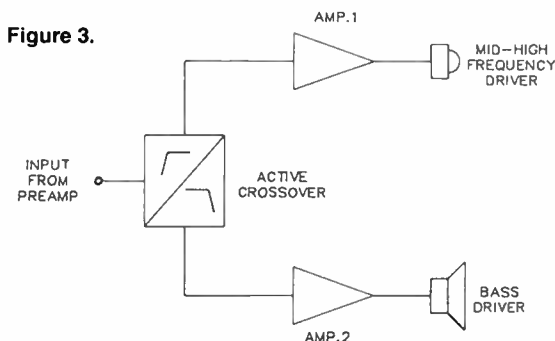 Figure 3.
AMP.1
MID-HIGH
FREQUENCY
DRIVER
INPUT
FROM
PREAMP
ACTIVE
CROSSOVER
BASS
DRIVER
AMP.2